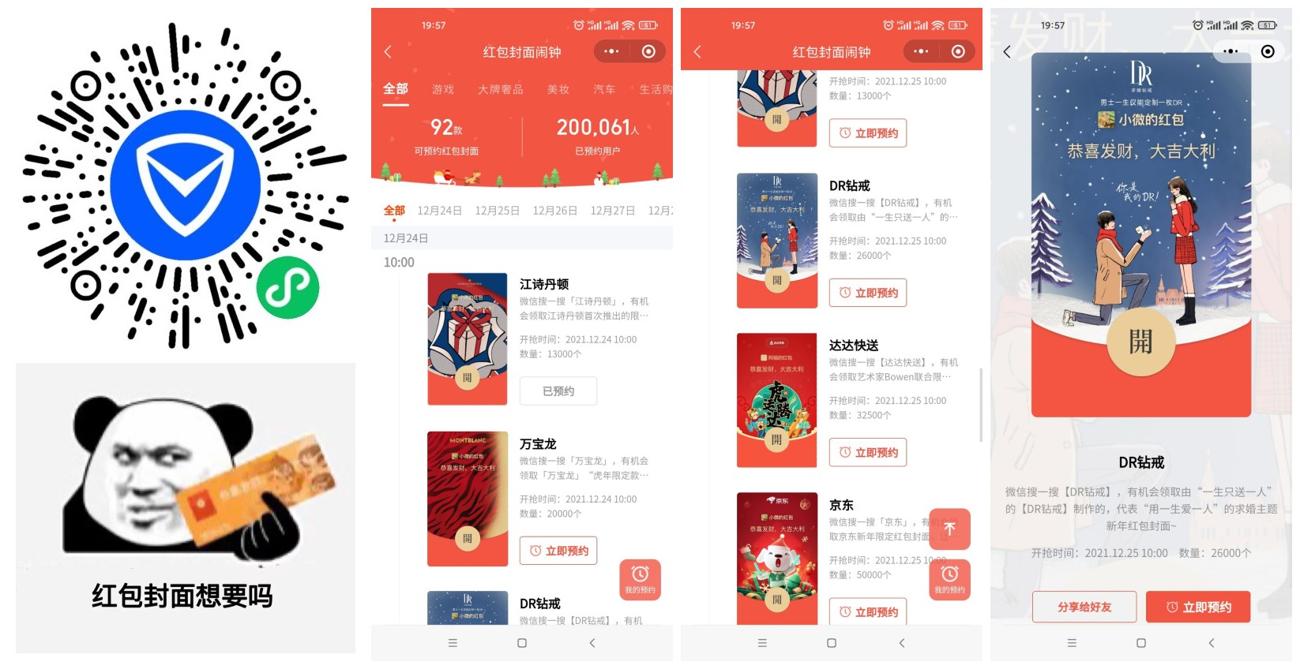 红包封面想要吗
19:57
红包封面闹钟
全部 游戏 大牌奢品 美妆 汽车 生活购
92款
可预约红包封面
200,061人
已预约用户
全部 12月24日 12月25日 12月26日 12月27日
12月24日
10:00
江诗丹顿
微信搜一搜「江诗丹顿」，有机
会领取江诗丹顿首次推出的限…
开抢时间：2021.12.24 10:00
数量：13000个
開
已预约
MONTBLANC
小微的红包
恭喜发财，大吉大利
開
万宝龙
微信搜一搜「万宝龙」，有机会
领取「万宝龙」“虎年限定款…
开抢时间：2021.12.24 10:00
数量：20000个
立即预约
我的预约
DR
DR钻戒
微信搜一搜【DR钻戒】，有机
19:57
红包封面闹钟
開
开抢时间：2021.12.25 10:00
数量：13000个
立即预约
DR
小微的红包
恭喜发财，大吉大利
開
DR钻戒
微信搜一搜【DR钻戒】，有机
会领取由“一生只送一人”的…
开抢时间：2021.12.25 10:00
数量：26000个
立即预约
恭喜发财，大吉大利
開
达达快送
微信搜一搜【达达快送】，有机
会领取艺术家Bowen联合限…
开抢时间：2021.12.25 10:00
数量：32500个
立即预约
京东
小微的红包
恭喜发财，大吉大利
開
京东
微信搜一搜「京东」，有
取京东新年限定红包封面
开抢时间：2021.12.25 10:00
数量：50000个
立即预约
我的预约
19:57
DR
男士一生仅能定制一枚DR
小微的红包
恭喜发财，大吉大利
你是
我的DR!
開
DR钻戒
微信搜一搜【DR钻戒】，有机会领取由“一生只送一人”
的【DR钻戒】制作的，代表“用一生爱一人”的求婚主题
新年红包封面~
开抢时间：2021.12.25 10:00 数量：26000个
分享给好友
立即预约